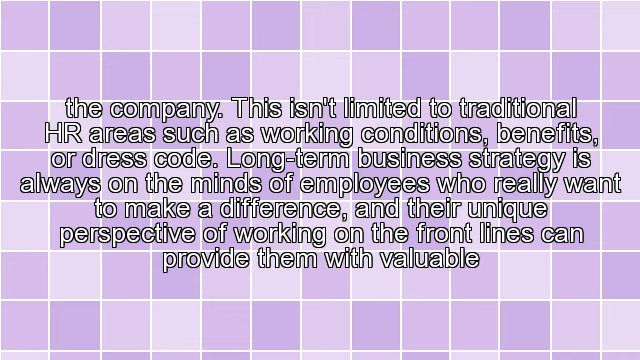 the company. This isn't limited to traditional
HR areas such as working conditions, benefits,
or dress code. Long-term business strategy is
always on the minds of employees who really want
to make a difference, and their unique
perspective of working on the front lines can
provide them with valuable